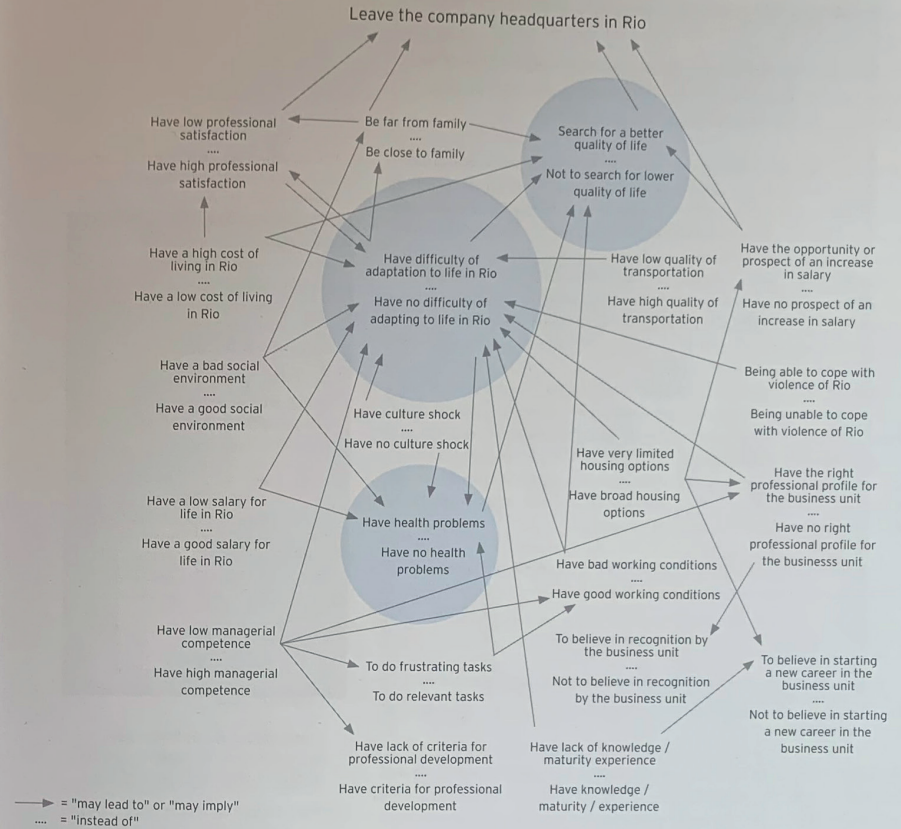 Leave the company headquarters in Rio
Have low professional
satisfaction
....
Have high professional
satisfaction
Be far from family
....
Be close to family
Search for a better
quality of life
....
Not to search for lower
quality of life
Have a high cost of
living in Rio
....
Have a low cost of living
in Rio
Have difficulty of
adaptation to life in Rio
....
Have no difficulty of
adapting to life in Rio
Have low quality of
transportation
....
Have high quality of
transportation
Have the opportunity or
prospect of an increase
in salary
....
Have no prospect of an
increase in salary
Have a bad social
environment
....
Have a good social
environment
Being able to cope with
violence of Rio
....
Being unable to cope
with violence of Rio
Have culture shock
....
Have no culture shock
Have very limited
housing options
....
Have broad housing
options
Have the right
professional profile for
the business unit
....
Have no right
professional profile for
the businesss unit
Have a low salary for
life in Rio
....
Have a good salary for
life in Rio
Have health problems
....
Have no health
problems
Have bad working conditions
....
Have good working conditions
Have low managerial
competence
....
Have high managerial
competence
To do frustrating tasks
....
To do relevant tasks
To believe in recognition by
the business unit
....
Not to believe in recognition
by the business unit
To believe in starting
a new career in the
business unit
....
Not to believe in starting
a new career in the
business unit
Have lack of criteria for
professional development
....
Have criteria for professional
development
Have lack of knowledge /
maturity experience
....
Have knowledge /
maturity / experience
= "may lead to" or "may imply"
.... = "instead of"